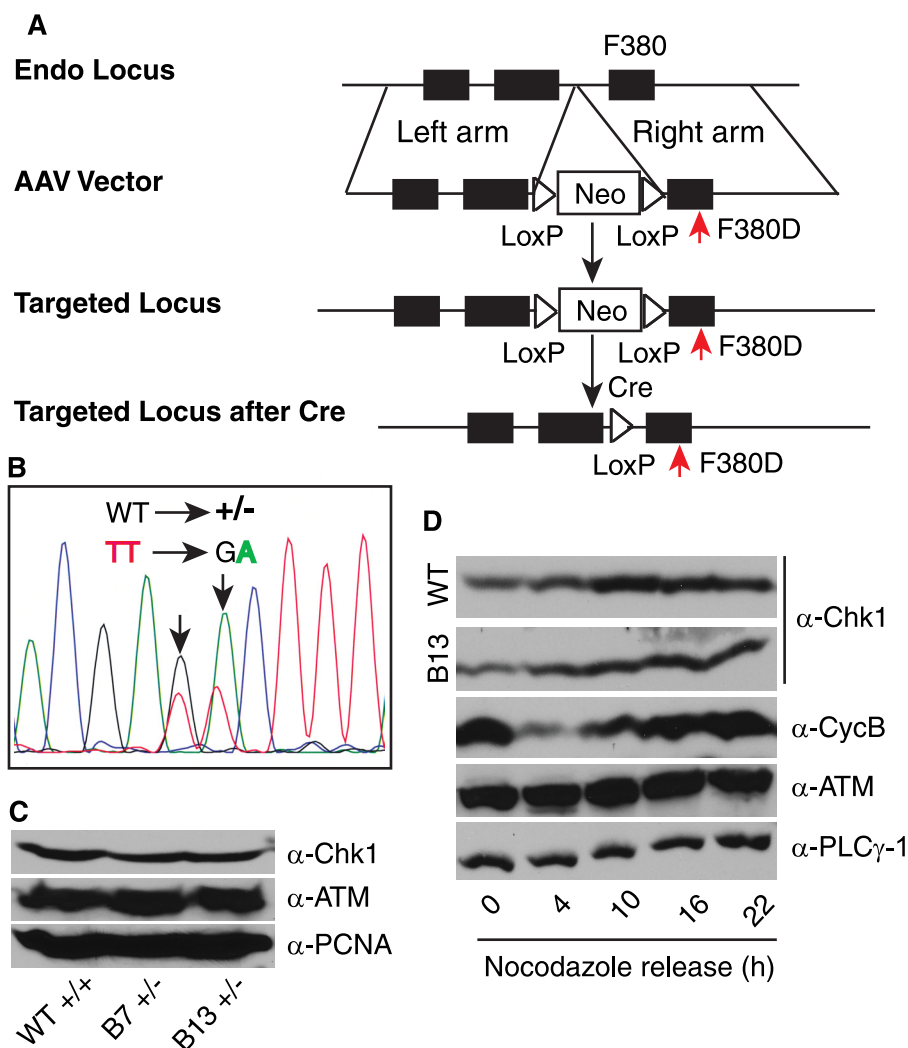 A
Endo Locus
F380
Left arm
Right arm
AAV Vector
Neo
LoxP
LoxP
F380D
Targeted Locus
Neo
LoxP
LoxP
F380D
Cre
Targeted Locus after Cre
LoxP
F380D
B
WT +/-
TT GA
C
α-Chk1
α-ATM
α-PCNA
WT +/+
B7 +/-
B13 +/-
D
WT
B13
α-Chk1
α-CycB
α-ATM
α-PLCγ-1
0 4 10 16 22
Nocodazole release (h)